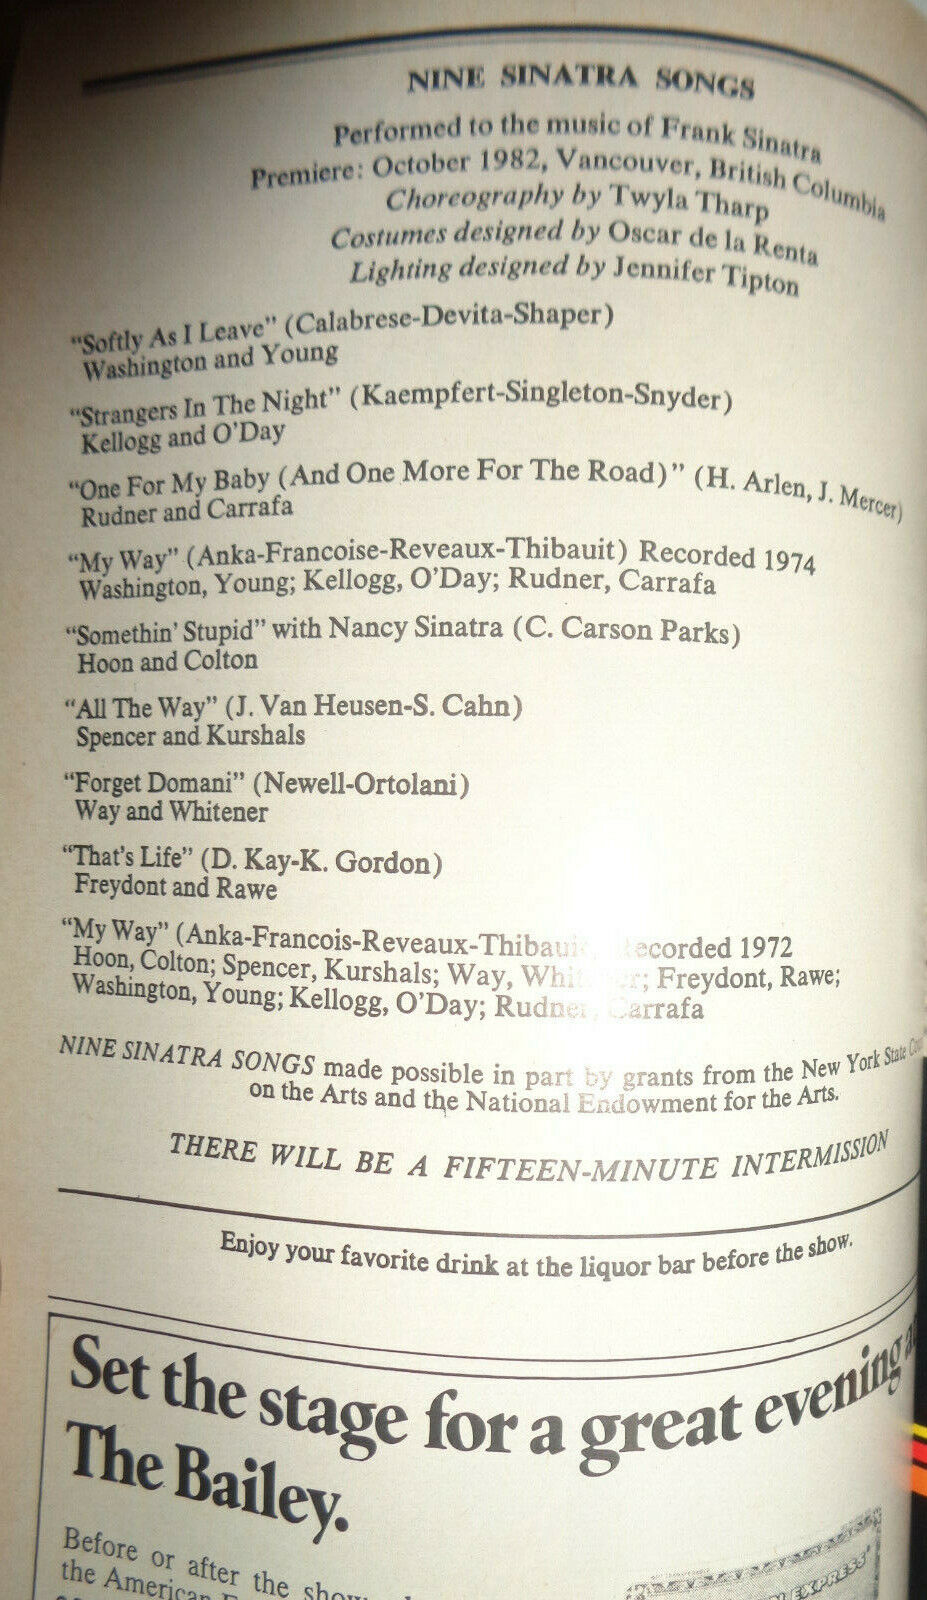 NINE SINATRA SONGS
Performed to the music of Frank Sinatra
Premiere: October 1982, Vancouver, British Columbia
Choreography by Twyla Tharp
Costumes designed by Oscar de la Renta
Lighting designed by Jennifer Tipton
“Softly As I Leave” (Calabrese-Devita-Shaper)
Washington and Young
“Strangers In The Night” (Kaempfert-Singleton-Snyder)
Kellogg and O’Day
“One For My Baby (And One More For The Road)” (H. Arlen, J. Mercer)
Rudner and Carrafa
“My Way” (Anka-Francoise-Reveaux-Thibauit) Recorded 1974
Washington, Young; Kellogg, O’Day; Rudner, Carrafa
“Somethin’ Stupid” with Nancy Sinatra (C. Carson Parks)
Hoon and Colton
“All The Way” (J. Van Heusen-S. Cahn)
Spencer and Kurshals
“Forget Domani” (Newell-Ortolani)
Way and Whitener
“That’s Life” (D. Kay-K. Gordon)
Freydont and Rawe
“My Way” (Anka-Francois-Reveaux- Recorded 1972
Hoon, Colton; Spencer, Kurshals; Way, Whitener; Freydont, Rawe;
Washington, Young; Kellogg, O’Day; Rudner, Carrafa
NINE SINATRA SONGS made possible in part by grants from the New York State
on the Arts and the National Endowment for the Arts.
THERE WILL BE A FIFTEEN-MINUTE INTERMISSION
Enjoy your favorite drink at the liquor bar before the show.
Set the stage for a great evening
The Bailey.
Before or after the
the American
EXPRESS